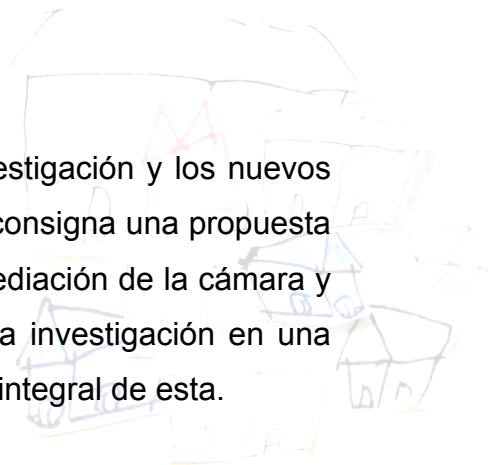 estigación y los nuevos
consigna una propuesta
ediación de la cámara y
a investigación en una
integral de esta.